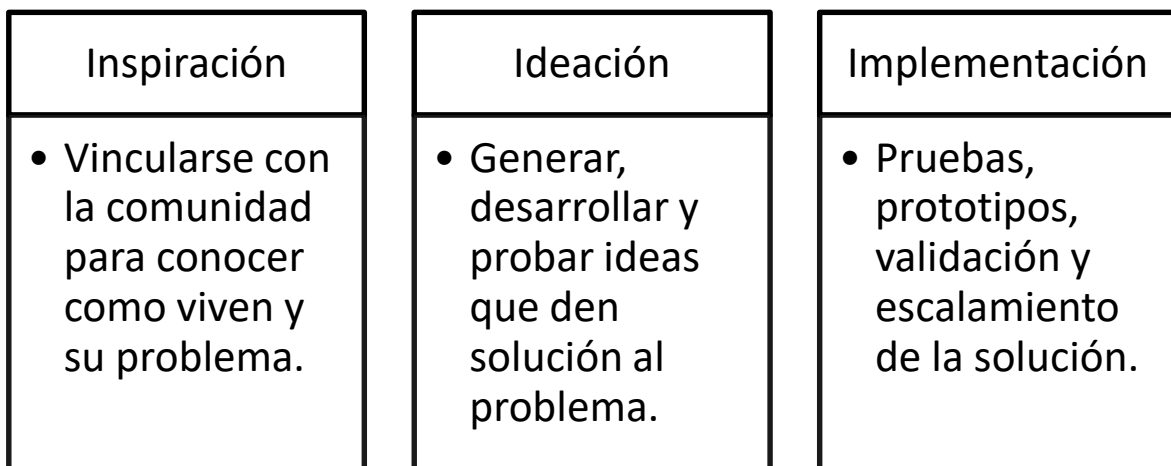 Inspiración
• Vincularse con
la comunidad
para conocer
como viven y
su problema.
Ideación
• Generar,
desarrollar y
probar ideas
que den
solución al
problema.
Implementación
• Pruebas,
prototipos,
validación y
escalamiento
de la solución.